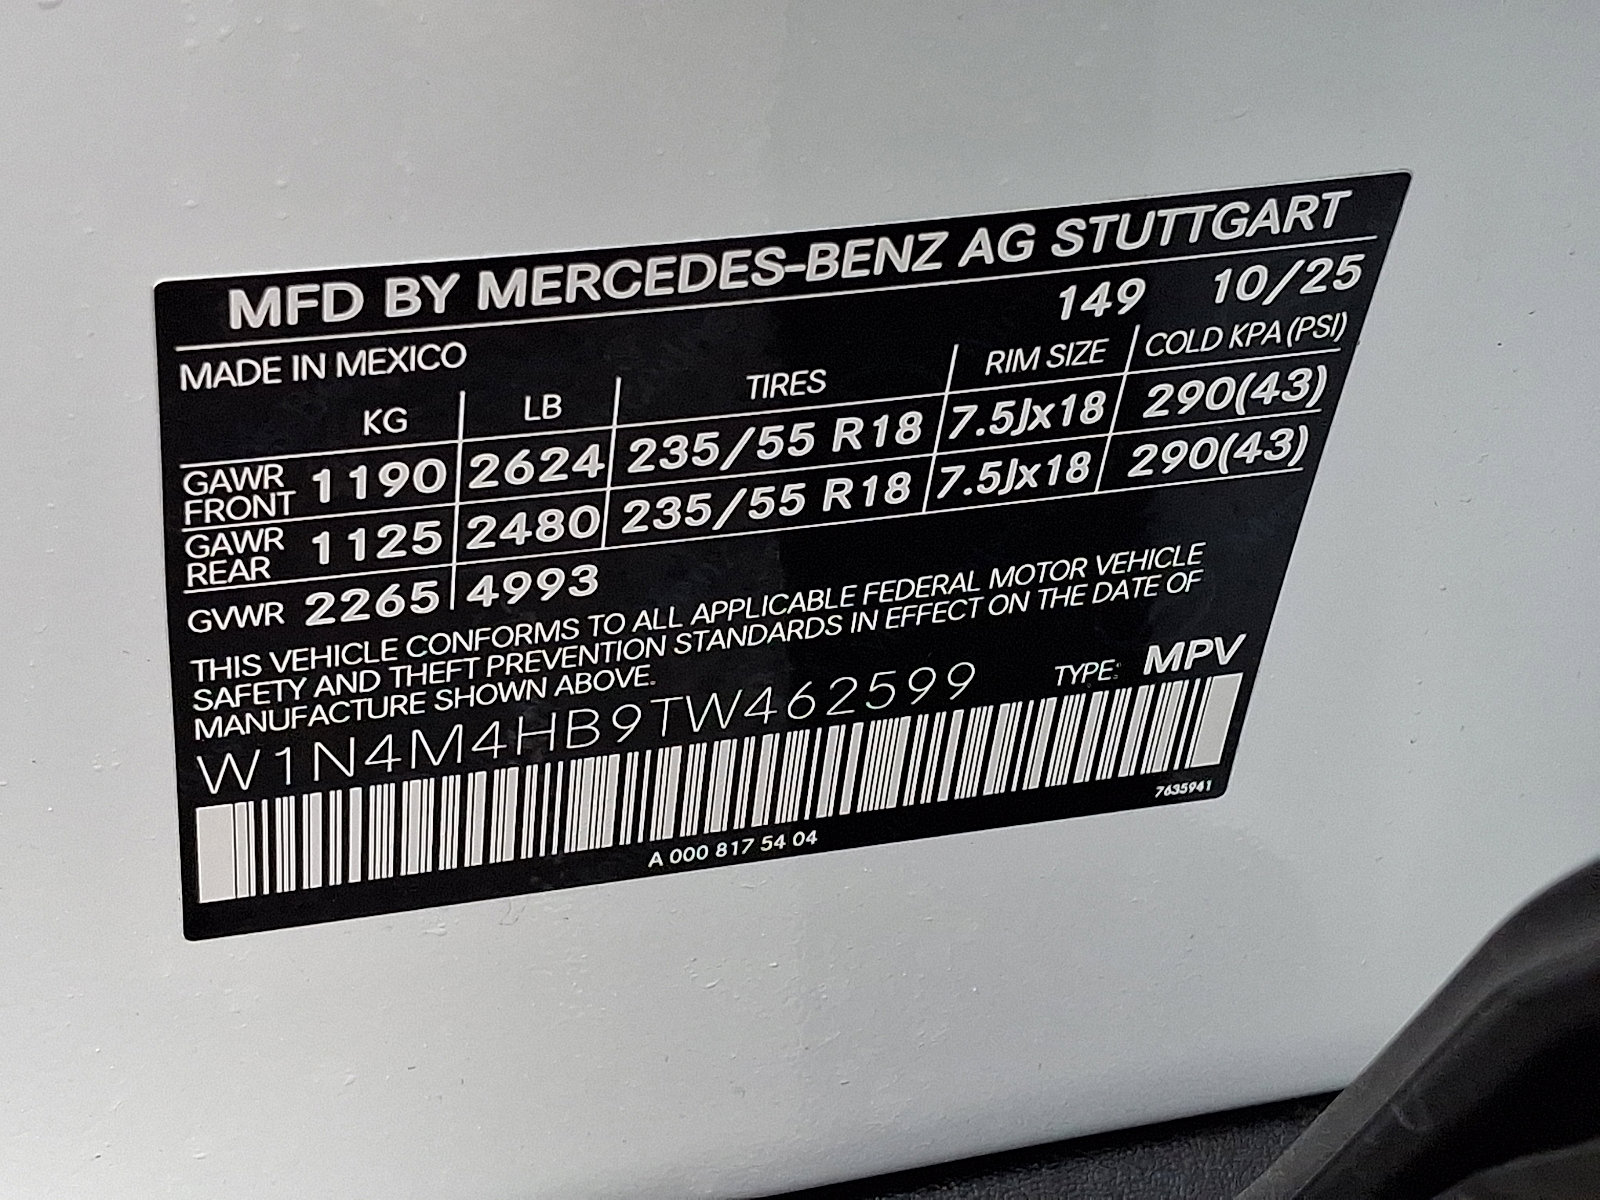 MFD BY MERCEDES-BENZ AG STUTTGART
149 10/25
MADE IN MEXICO
KG LB TIRES RIM SIZE COLD KPA (PSI)
GAWR FRONT 1190 2624 235/55 R18 7.5Jx18 290(43)
GAWR REAR 1125 2480 235/55 R18 7.5Jx18 290(43)
GVWR 2265 4993
THIS VEHICLE CONFORMS TO ALL APPLICABLE FEDERAL MOTOR VEHICLE
SAFETY AND THEFT PREVENTION STANDARDS IN EFFECT ON THE DATE OF
MANUFACTURE SHOWN ABOVE.
W1N4M4HB9TW462599 TYPE: MPV
7635941
A 000 817 54 04